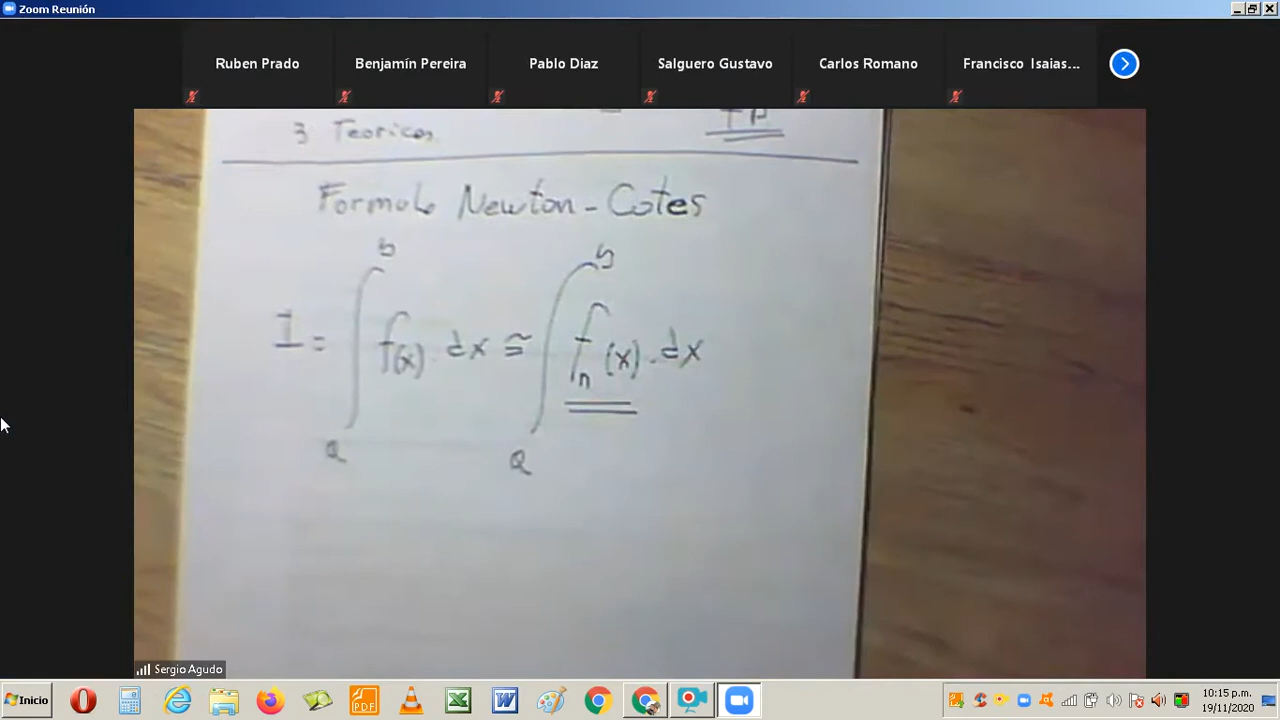 Zoom Reunión
Ruben Prado
Benjamín Pereira
Pablo Diaz
Salguero Gustavo
Carlos Romano
Francisco Isaias...
3 Teoricos
TP
Formula Newton-Cotes
I = ∫ₐᵇ f(x).dx ≅ ∫ₐᵇ fₙ(x).dx
Sergio Agudo
Inicio
PDF
10:15 p.m.
19/11/2020